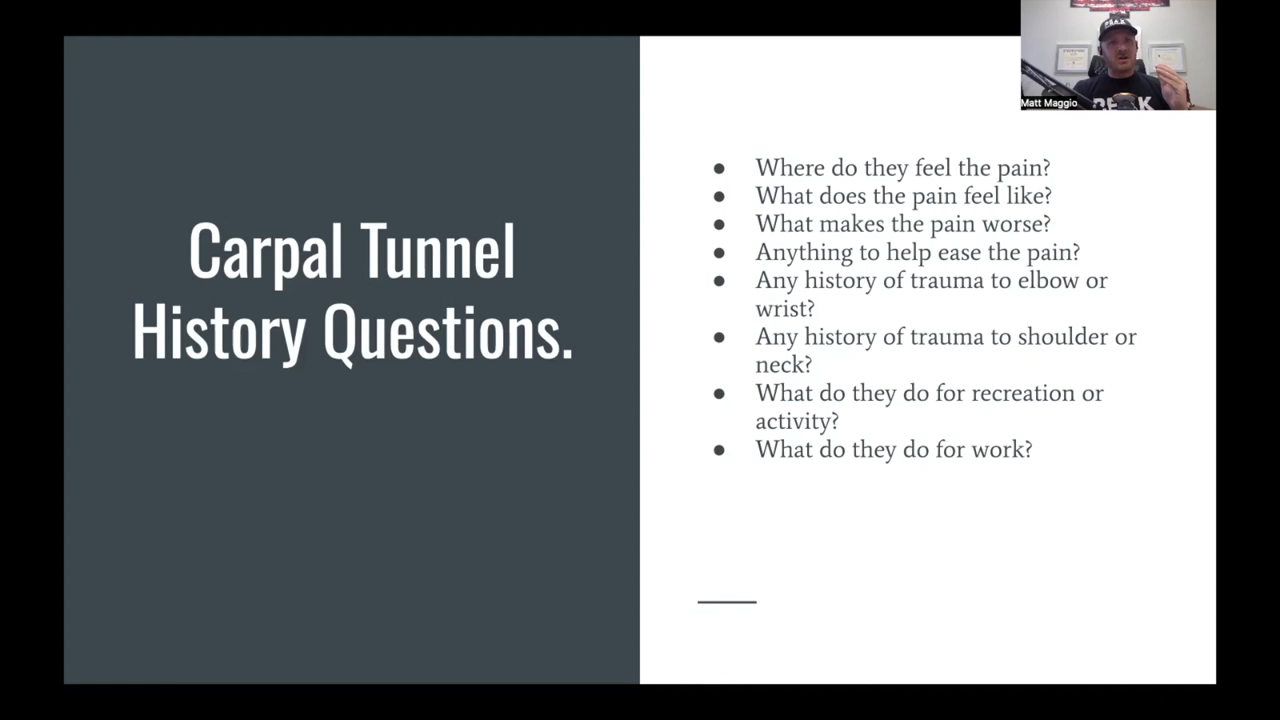 Carpal Tunnel
History Questions.
● Where do they feel the pain?
● What does the pain feel like?
● What makes the pain worse?
● Anything to help ease the pain?
● Any history of trauma to elbow or
wrist?
● Any history of trauma to shoulder or
neck?
● What do they do for recreation or
activity?
● What do they do for work?
PEAK
Matt Maggio
PEAK